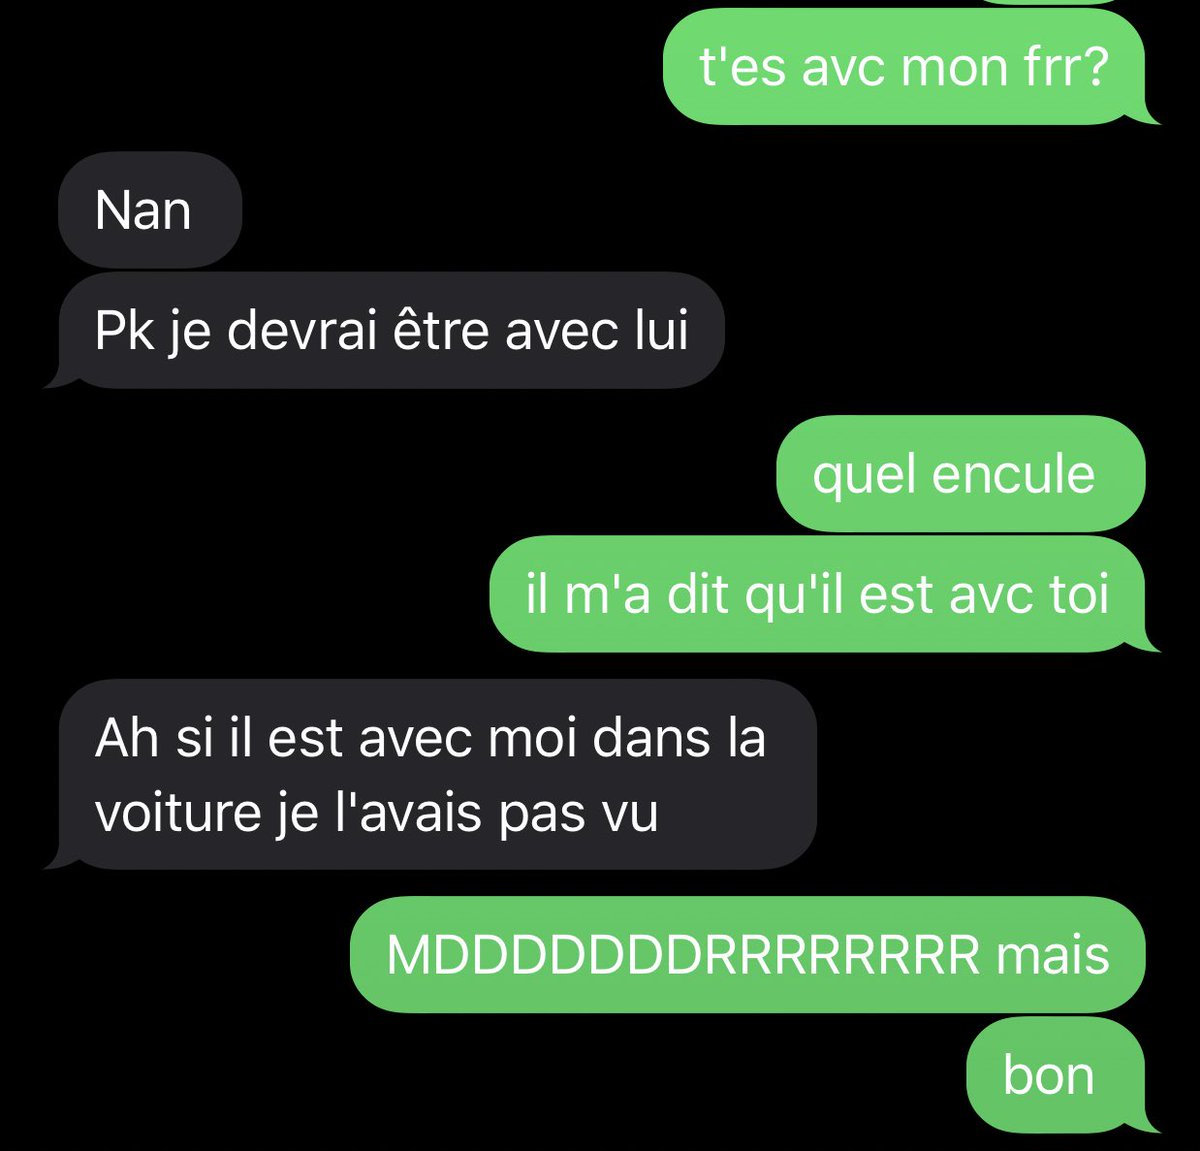 t'es avc mon frr?
Nan
Pk je devrai être avec lui
quel encule
il m'a dit qu'il est avc toi
Ah si il est avec moi dans la
voiture je l'avais pas vu
MDDDDDDDRRRRRRRR mais
bon